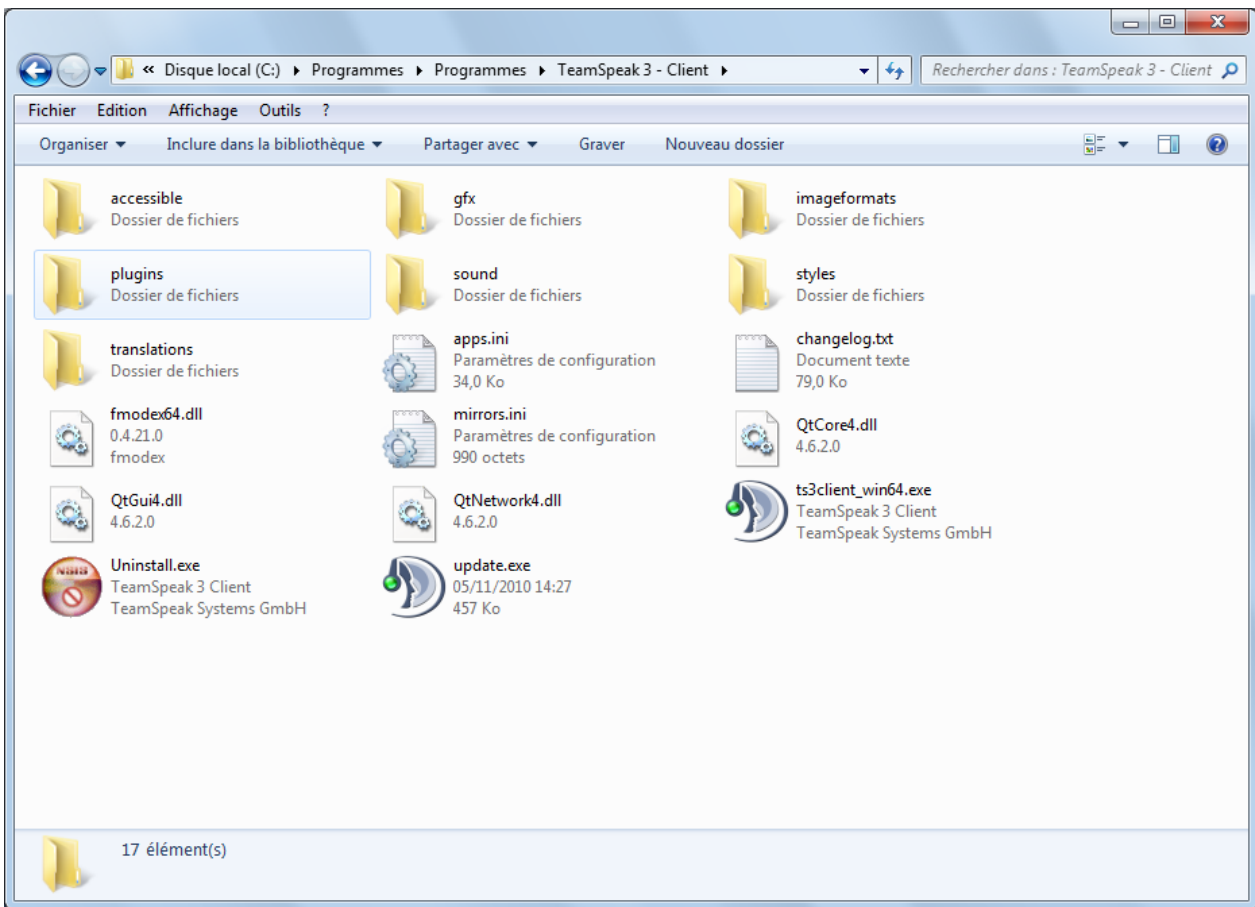 « Disque local (C:) Programmes Programmes TeamSpeak 3 - Client
Rechercher dans : TeamSpeak 3 - Client
Fichier Edition Affichage Outils ?
Organiser Inclure dans la bibliothèque Partager avec Graver Nouveau dossier
accessible
Dossier de fichiers
gfx
Dossier de fichiers
imageformats
Dossier de fichiers
plugins
Dossier de fichiers
sound
Dossier de fichiers
styles
Dossier de fichiers
translations
Dossier de fichiers
apps.ini
Paramètres de configuration
34,0 Ko
changelog.txt
Document texte
79,0 Ko
fmodex64.dll
0.4.21.0
fmodex
mirrors.ini
Paramètres de configuration
990 octets
QtCore4.dll
4.6.2.0
QtGui4.dll
4.6.2.0
QtNetwork4.dll
4.6.2.0
ts3client_win64.exe
TeamSpeak 3 Client
TeamSpeak Systems GmbH
NSIS
Uninstall.exe
TeamSpeak 3 Client
TeamSpeak Systems GmbH
update.exe
05/11/2010 14:27
457 Ko
17 élément(s)